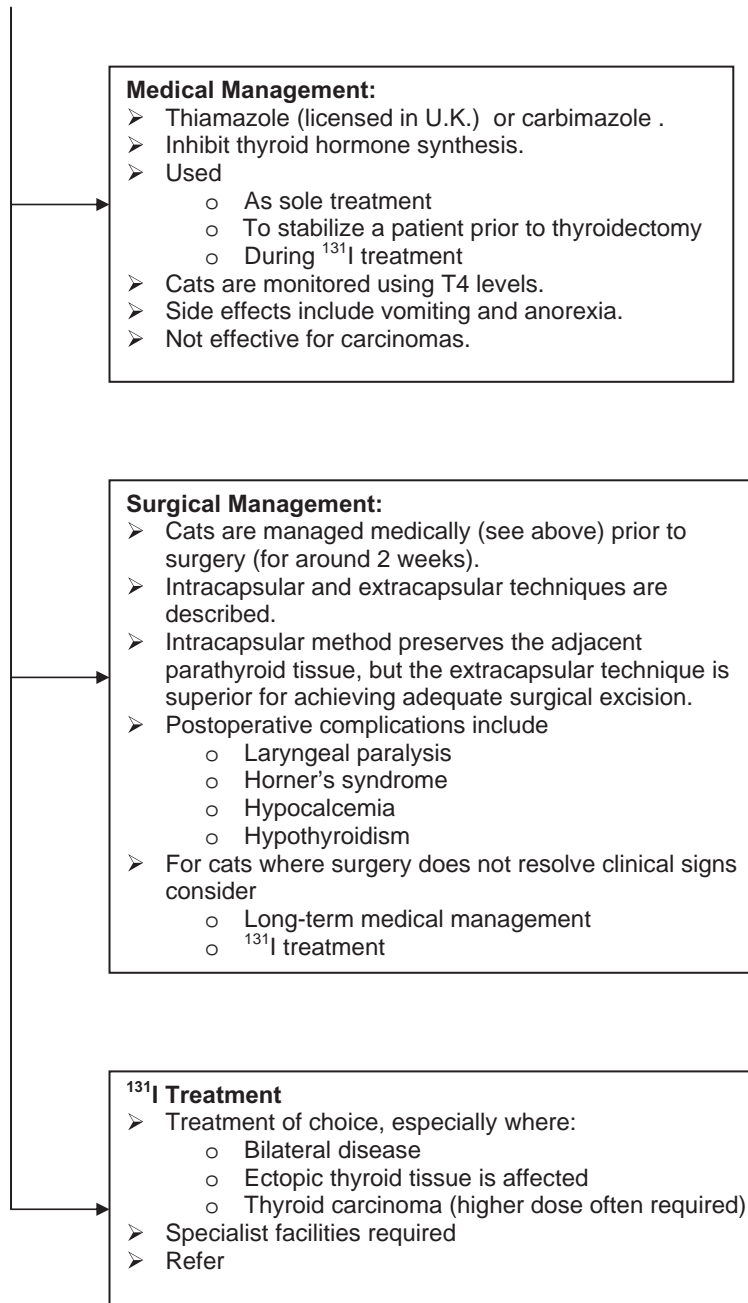 Medical Management:
➢ Thiamazole (licensed in U.K.) or carbimazole .
➢ Inhibit thyroid hormone synthesis.
➢ Used
o As sole treatment
o To stabilize a patient prior to thyroidectomy
o During ¹³¹I treatment
➢ Cats are monitored using T4 levels.
➢ Side effects include vomiting and anorexia.
➢ Not effective for carcinomas.
Surgical Management:
➢ Cats are managed medically (see above) prior to
surgery (for around 2 weeks).
➢ Intracapsular and extracapsular techniques are
described.
➢ Intracapsular method preserves the adjacent
parathyroid tissue, but the extracapsular technique is
superior for achieving adequate surgical excision.
➢ Postoperative complications include
o Laryngeal paralysis
o Horner’s syndrome
o Hypocalcemia
o Hypothyroidism
➢ For cats where surgery does not resolve clinical signs
consider
o Long-term medical management
o ¹³¹I treatment
¹³¹I Treatment
➢ Treatment of choice, especially where:
o Bilateral disease
o Ectopic thyroid tissue is affected
o Thyroid carcinoma (higher dose often required)
➢ Specialist facilities required
➢ Refer